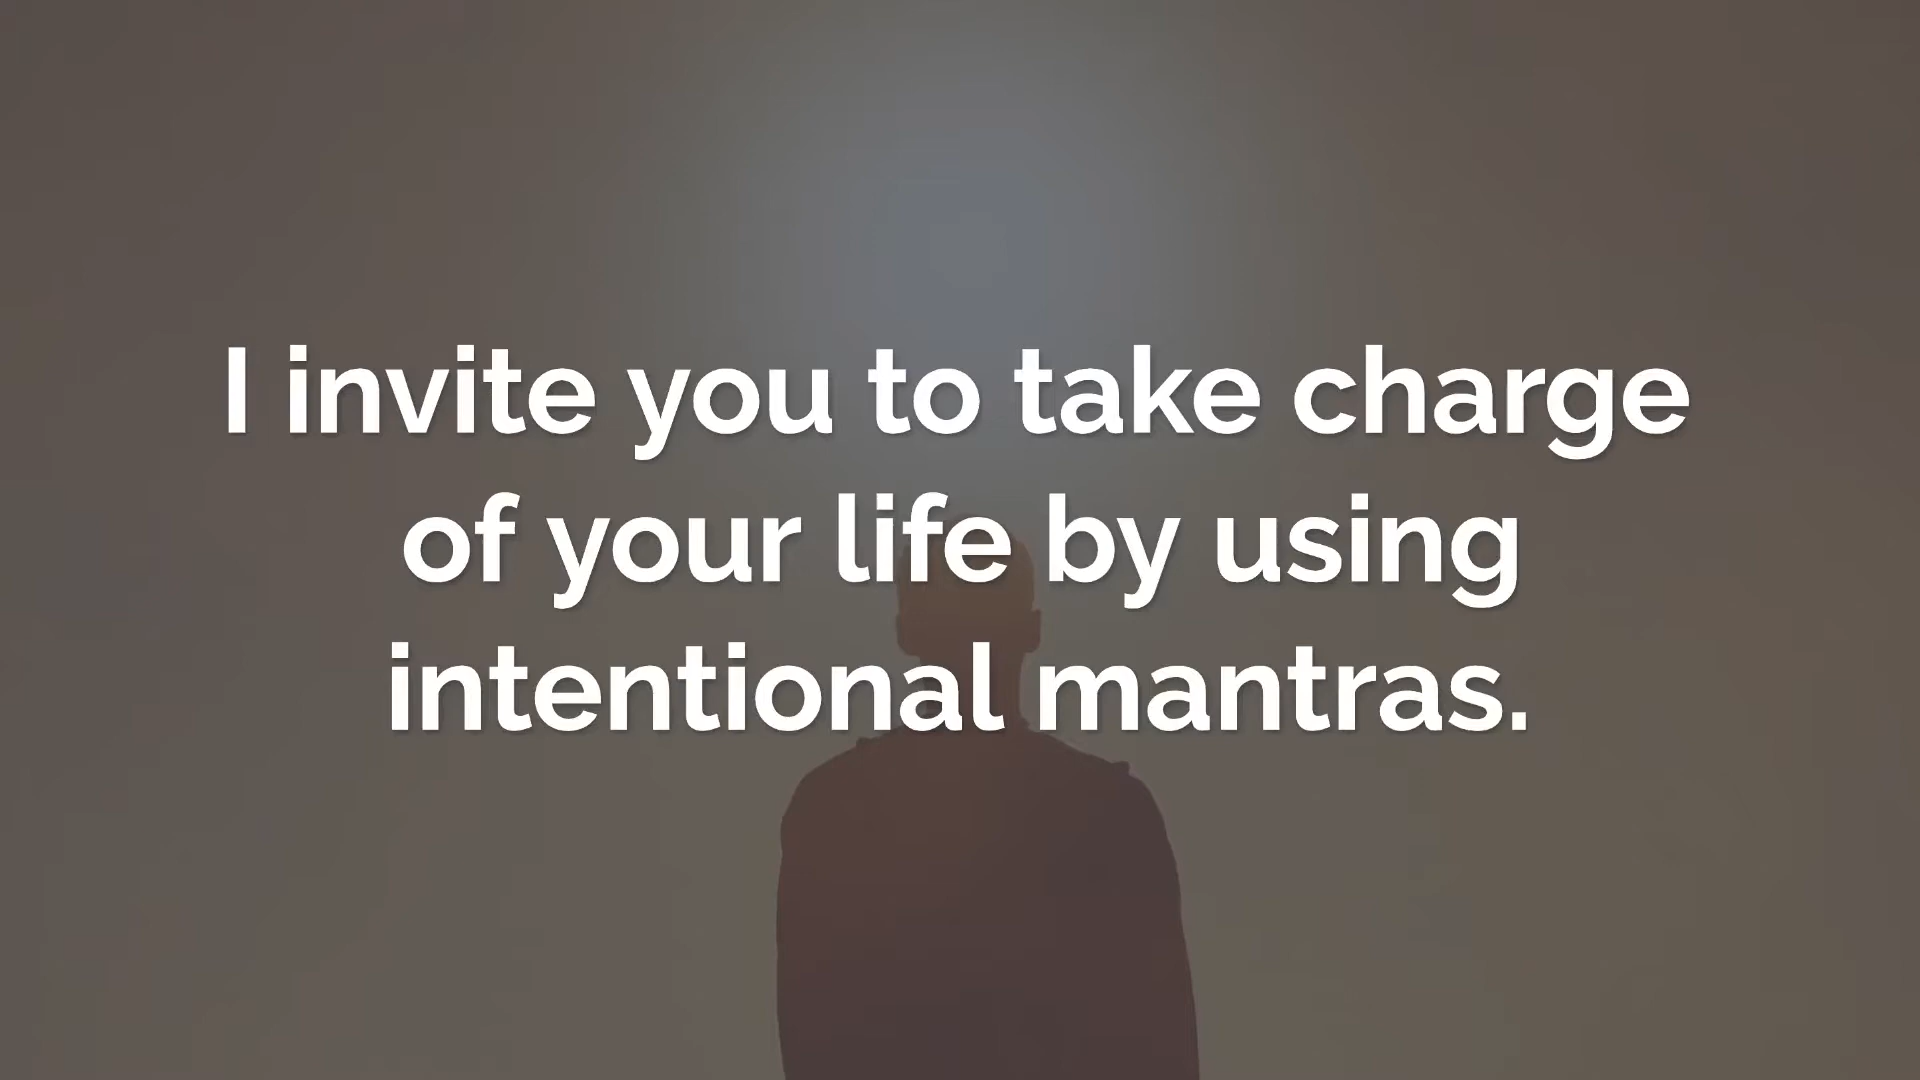 I invite you to take charge
of your life by using
intentional mantras.